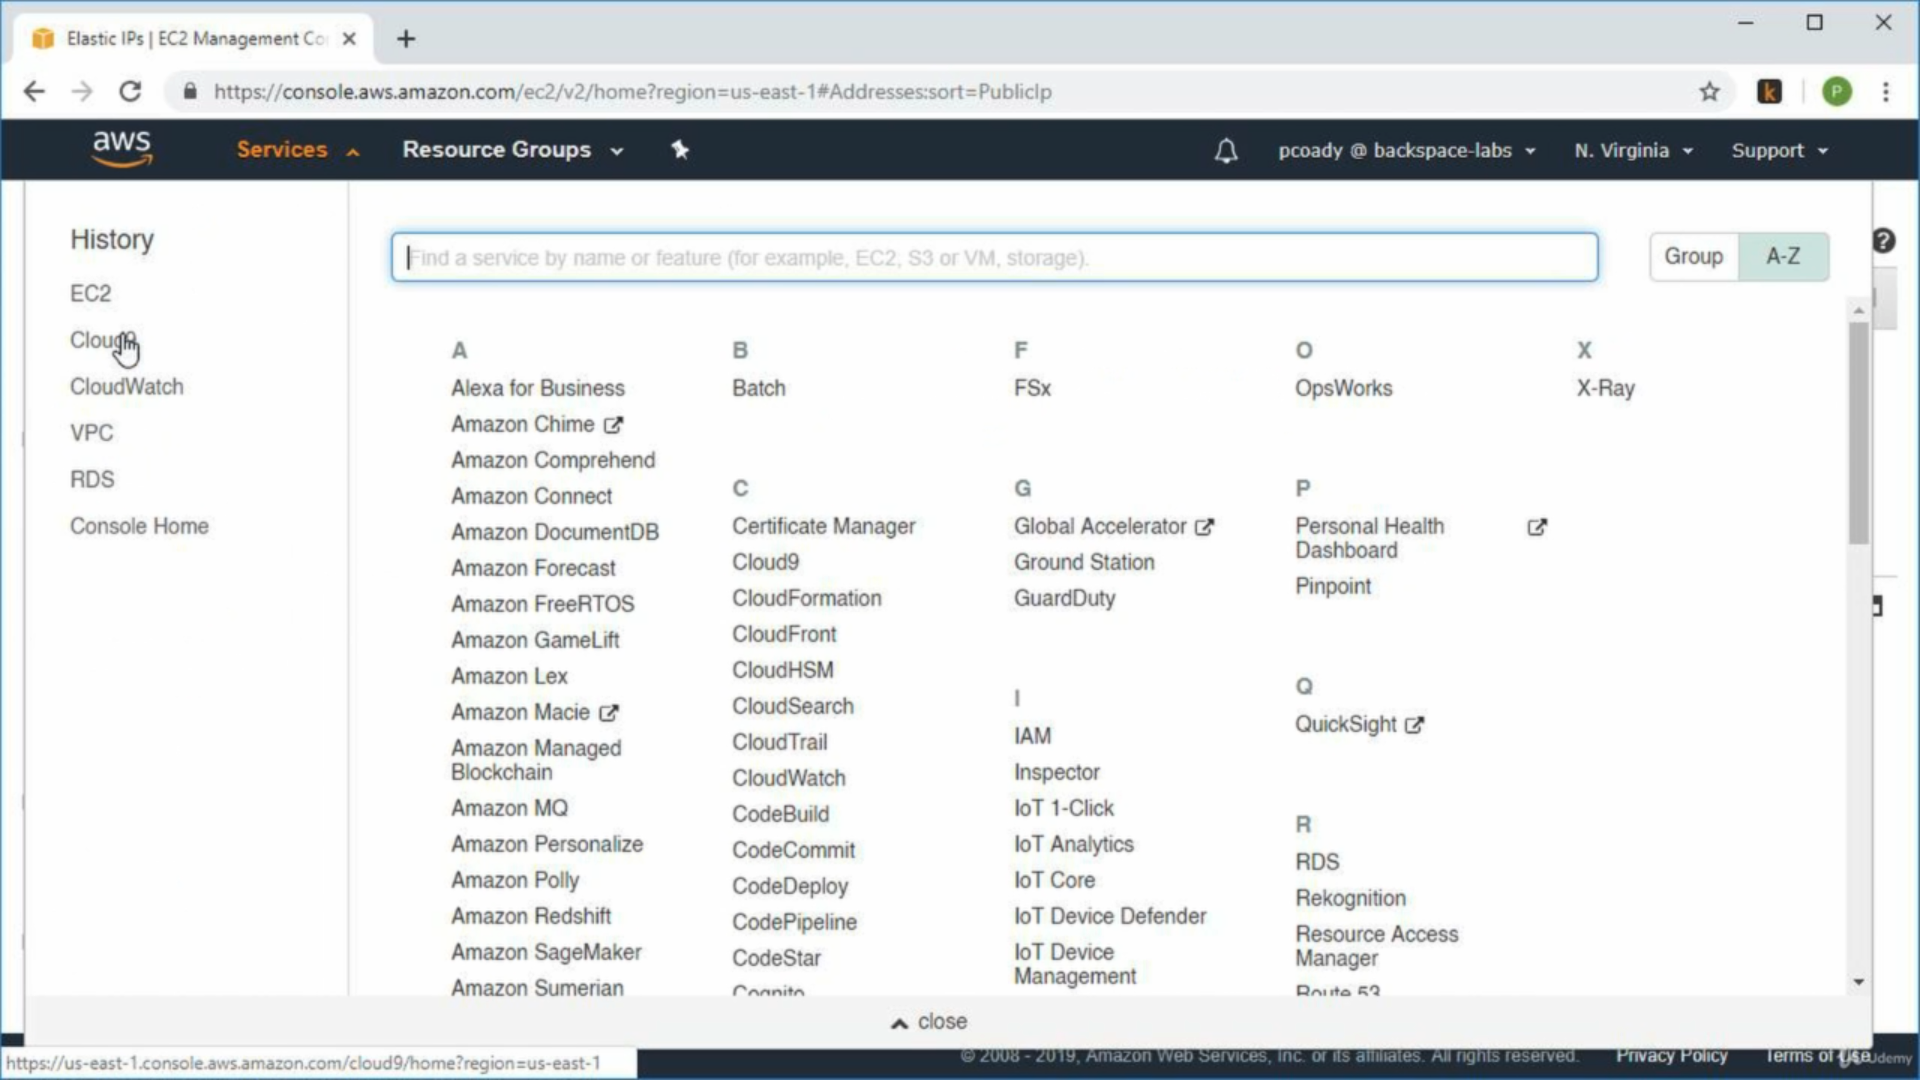 Elastic IPs | EC2 Management Co
https://console.aws.amazon.com/ec2/v2/home?region=us-east-1#Addresses:sort=PublicIp
k
P
aws
Services
Resource Groups
pcoady @ backspace-labs
N. Virginia
Support
History
EC2
Cloud9
CloudWatch
VPC
RDS
Console Home
Find a service by name or feature (for example, EC2, S3 or VM, storage).
Group
A-Z
A
Alexa for Business
Amazon Chime
Amazon Comprehend
Amazon Connect
Amazon DocumentDB
Amazon Forecast
Amazon FreeRTOS
Amazon GameLift
Amazon Lex
Amazon Macie
Amazon Managed
Blockchain
Amazon MQ
Amazon Personalize
Amazon Polly
Amazon Redshift
Amazon SageMaker
Amazon Sumerian
B
Batch
C
Certificate Manager
Cloud9
CloudFormation
CloudFront
CloudHSM
CloudSearch
CloudTrail
CloudWatch
CodeBuild
CodeCommit
CodeDeploy
CodePipeline
CodeStar
Cognito
F
FSx
G
Global Accelerator
Ground Station
GuardDuty
I
IAM
Inspector
IoT 1-Click
IoT Analytics
IoT Core
IoT Device Defender
IoT Device
Management
O
OpsWorks
P
Personal Health
Dashboard
Pinpoint
Q
QuickSight
R
RDS
Rekognition
Resource Access
Manager
Route 53
X
X-Ray
close
https://us-east-1.console.aws.amazon.com/cloud9/home?region=us-east-1
© 2008 - 2019, Amazon Web Services, Inc. or its affiliates. All rights reserved.
Privacy Policy
Terms of Use
Udemy